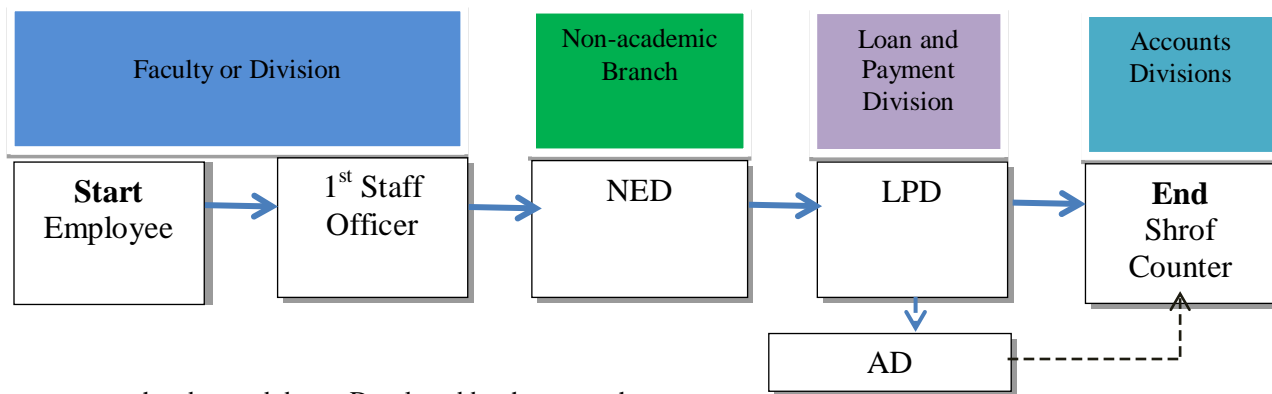 Faculty or Division
Non-academic
Branch
Loan and
Payment
Division
Accounts
Divisions
Start
Employee
1st Staff
Officer
NED
LPD
End
Shrof
Counter
AD